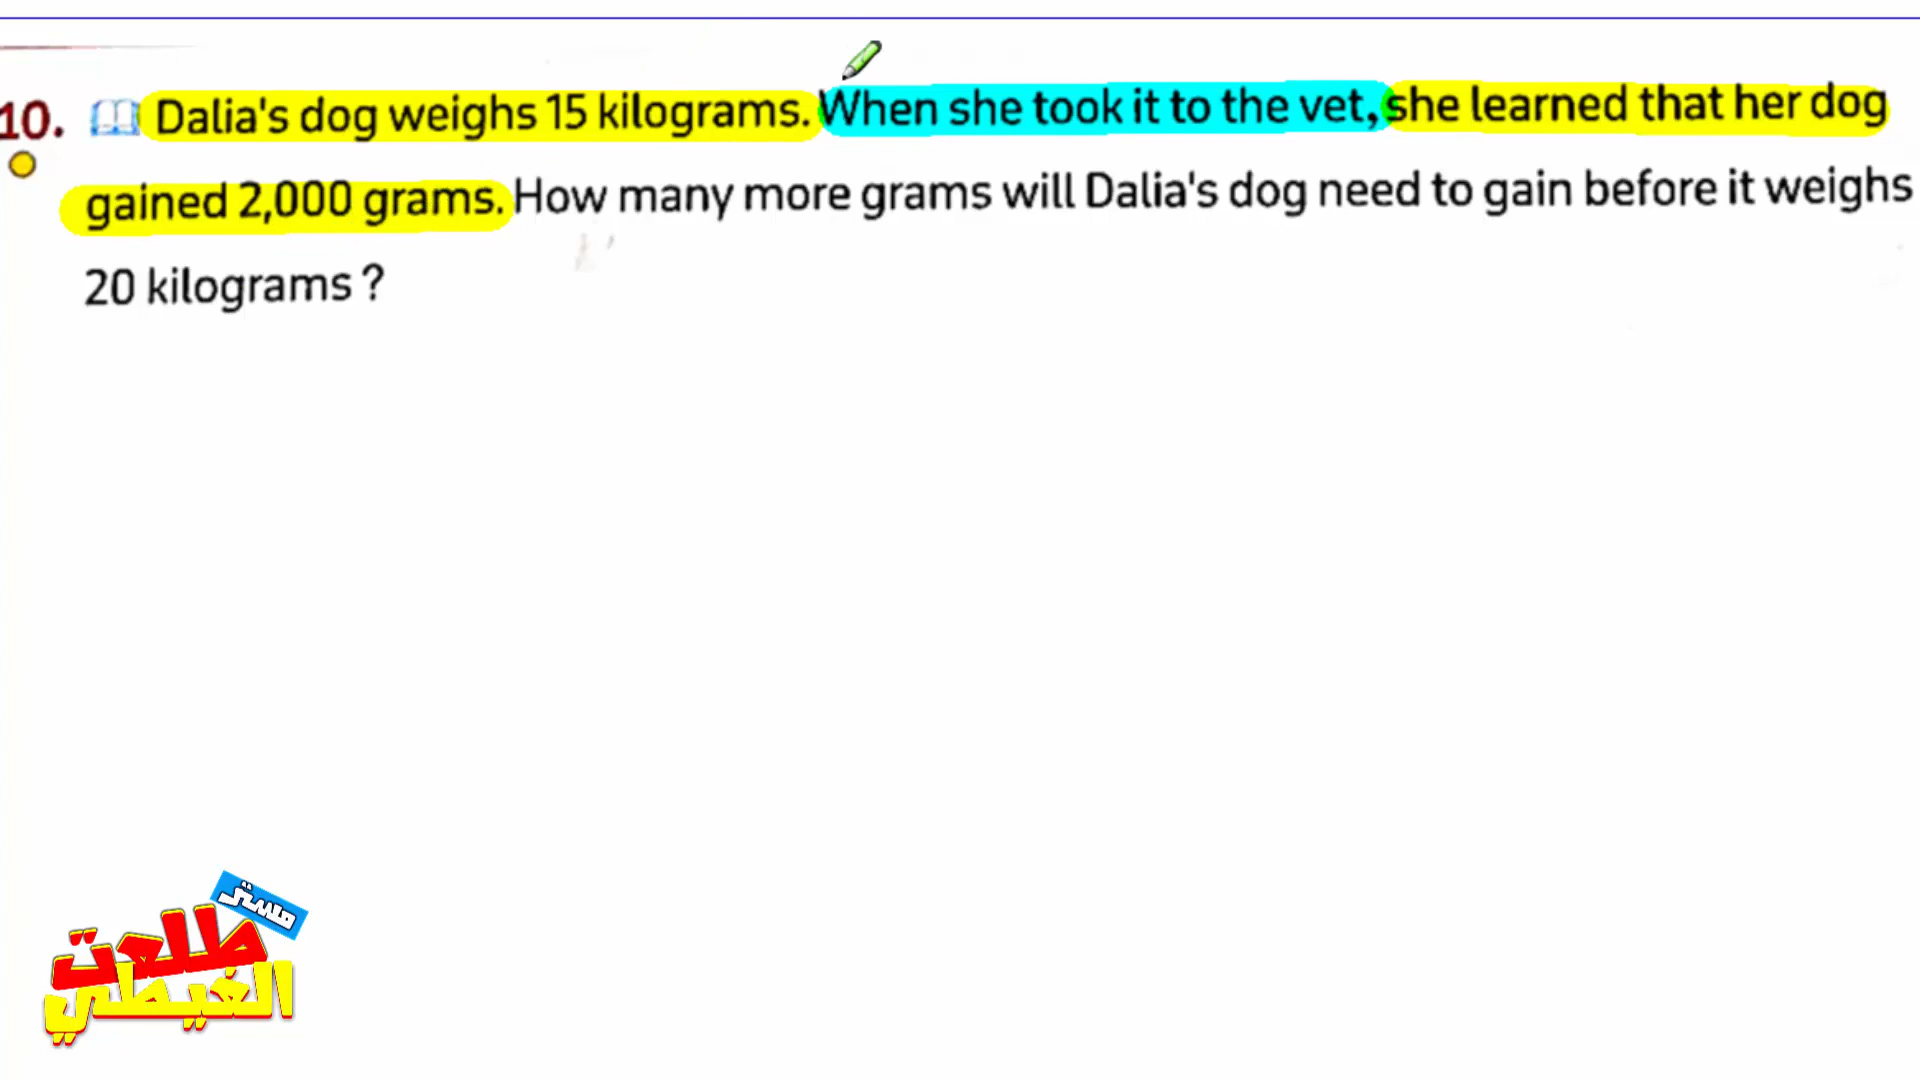 10. Dalia's dog weighs 15 kilograms. When she took it to the vet, she learned that her dog
gained 2,000 grams. How many more grams will Dalia's dog need to gain before it weighs
20 kilograms ?
مستر
طلعت
الغيطي